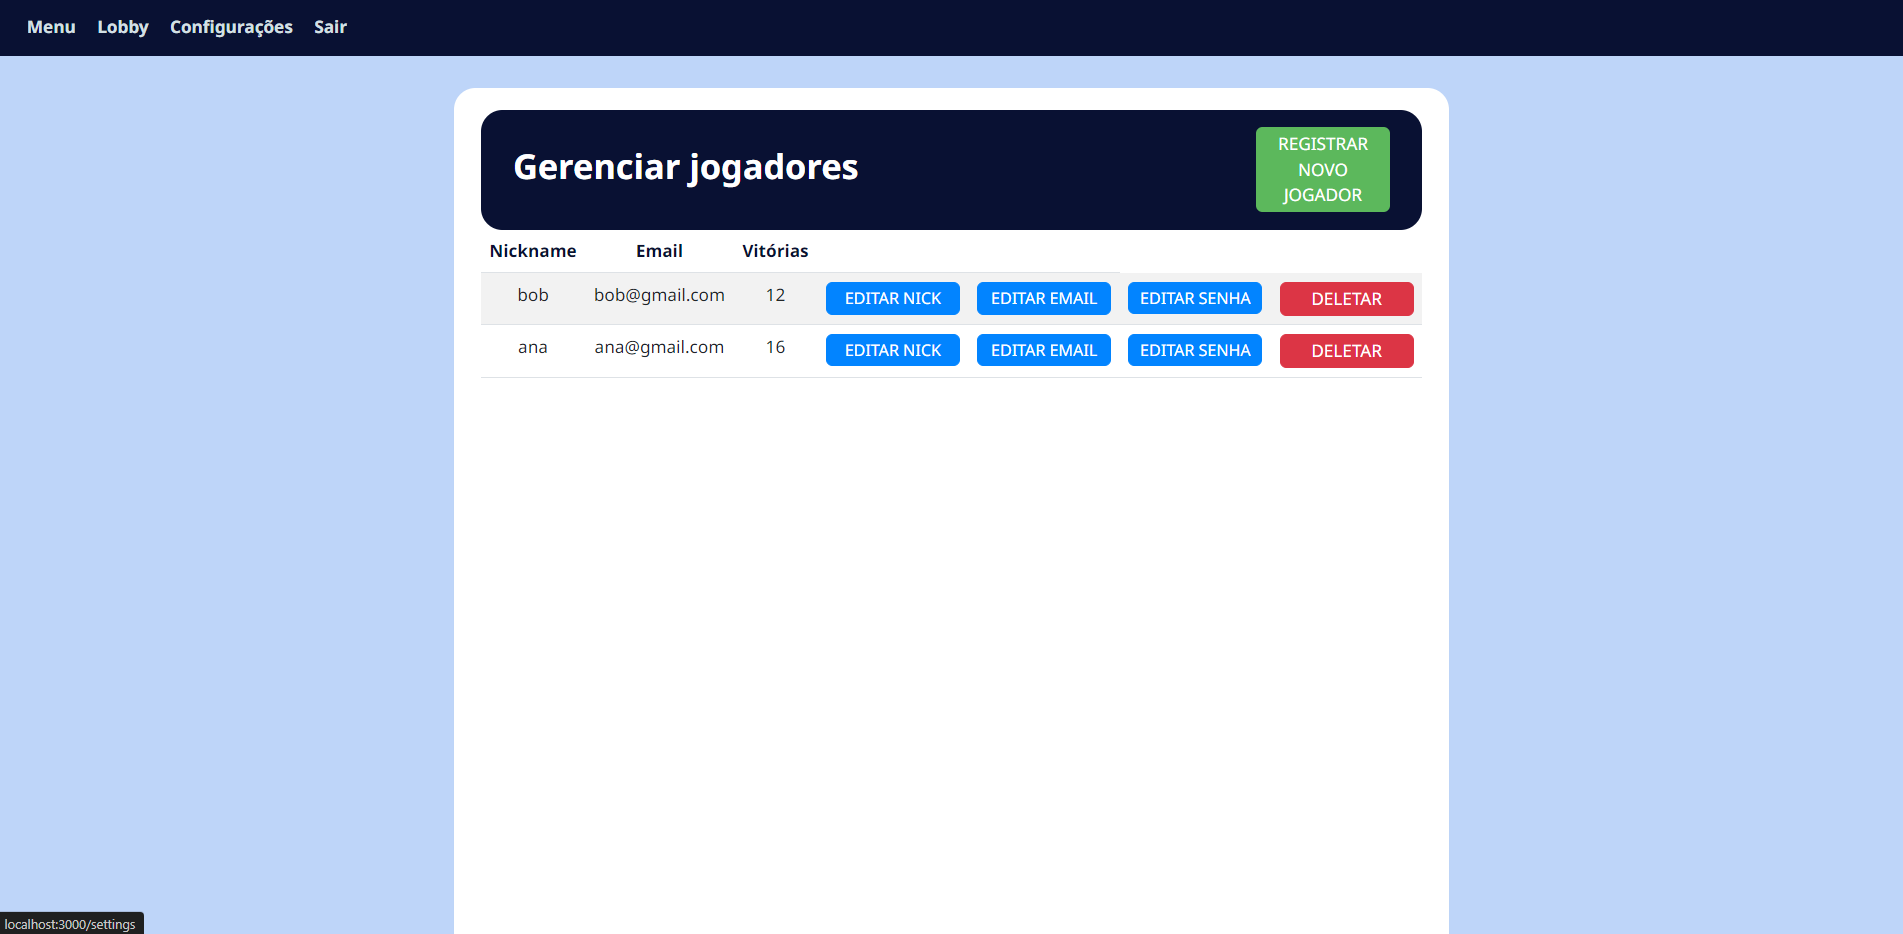 Menu Lobby Configurações Sair
Gerenciar jogadores
REGISTRAR
NOVO
JOGADOR
Nickname Email Vitórias
bob bob@gmail.com 12 EDITAR NICK EDITAR EMAIL EDITAR SENHA DELETAR
ana ana@gmail.com 16 EDITAR NICK EDITAR EMAIL EDITAR SENHA DELETAR
localhost:3000/settings